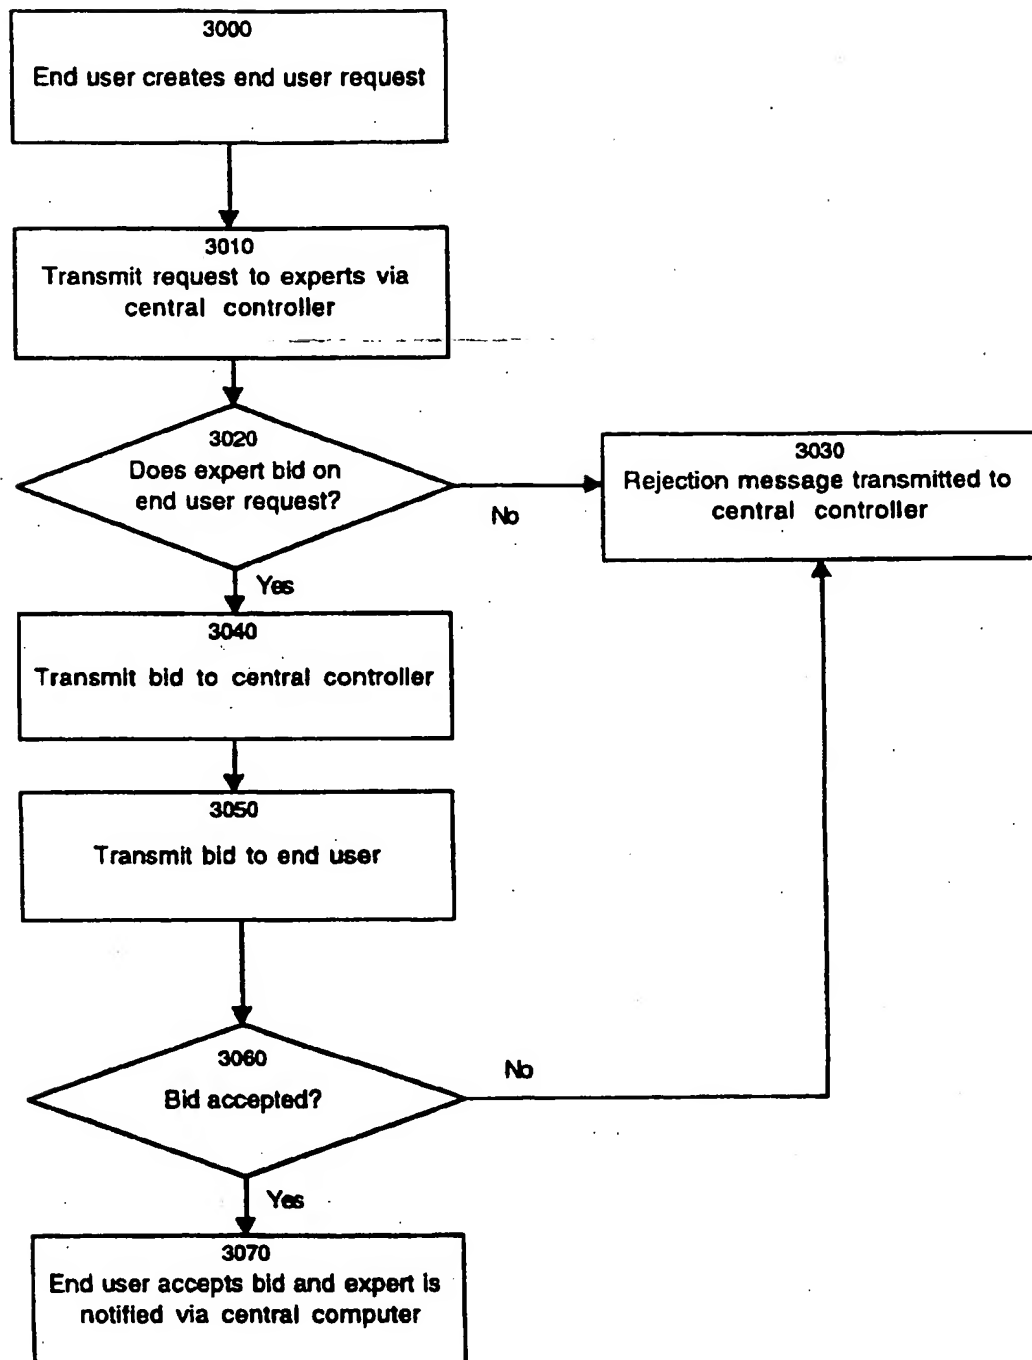 3000
End user creates end user request
3010
Transmit request to experts via
central controller
3020
Does expert bid on
end user request?
No
3030
Rejection message transmitted to
central controller
Yes
3040
Transmit bid to central controller
3050
Transmit bid to end user
3060
Bid accepted?
No
Yes
3070
End user accepts bid and expert is
notified via central computer